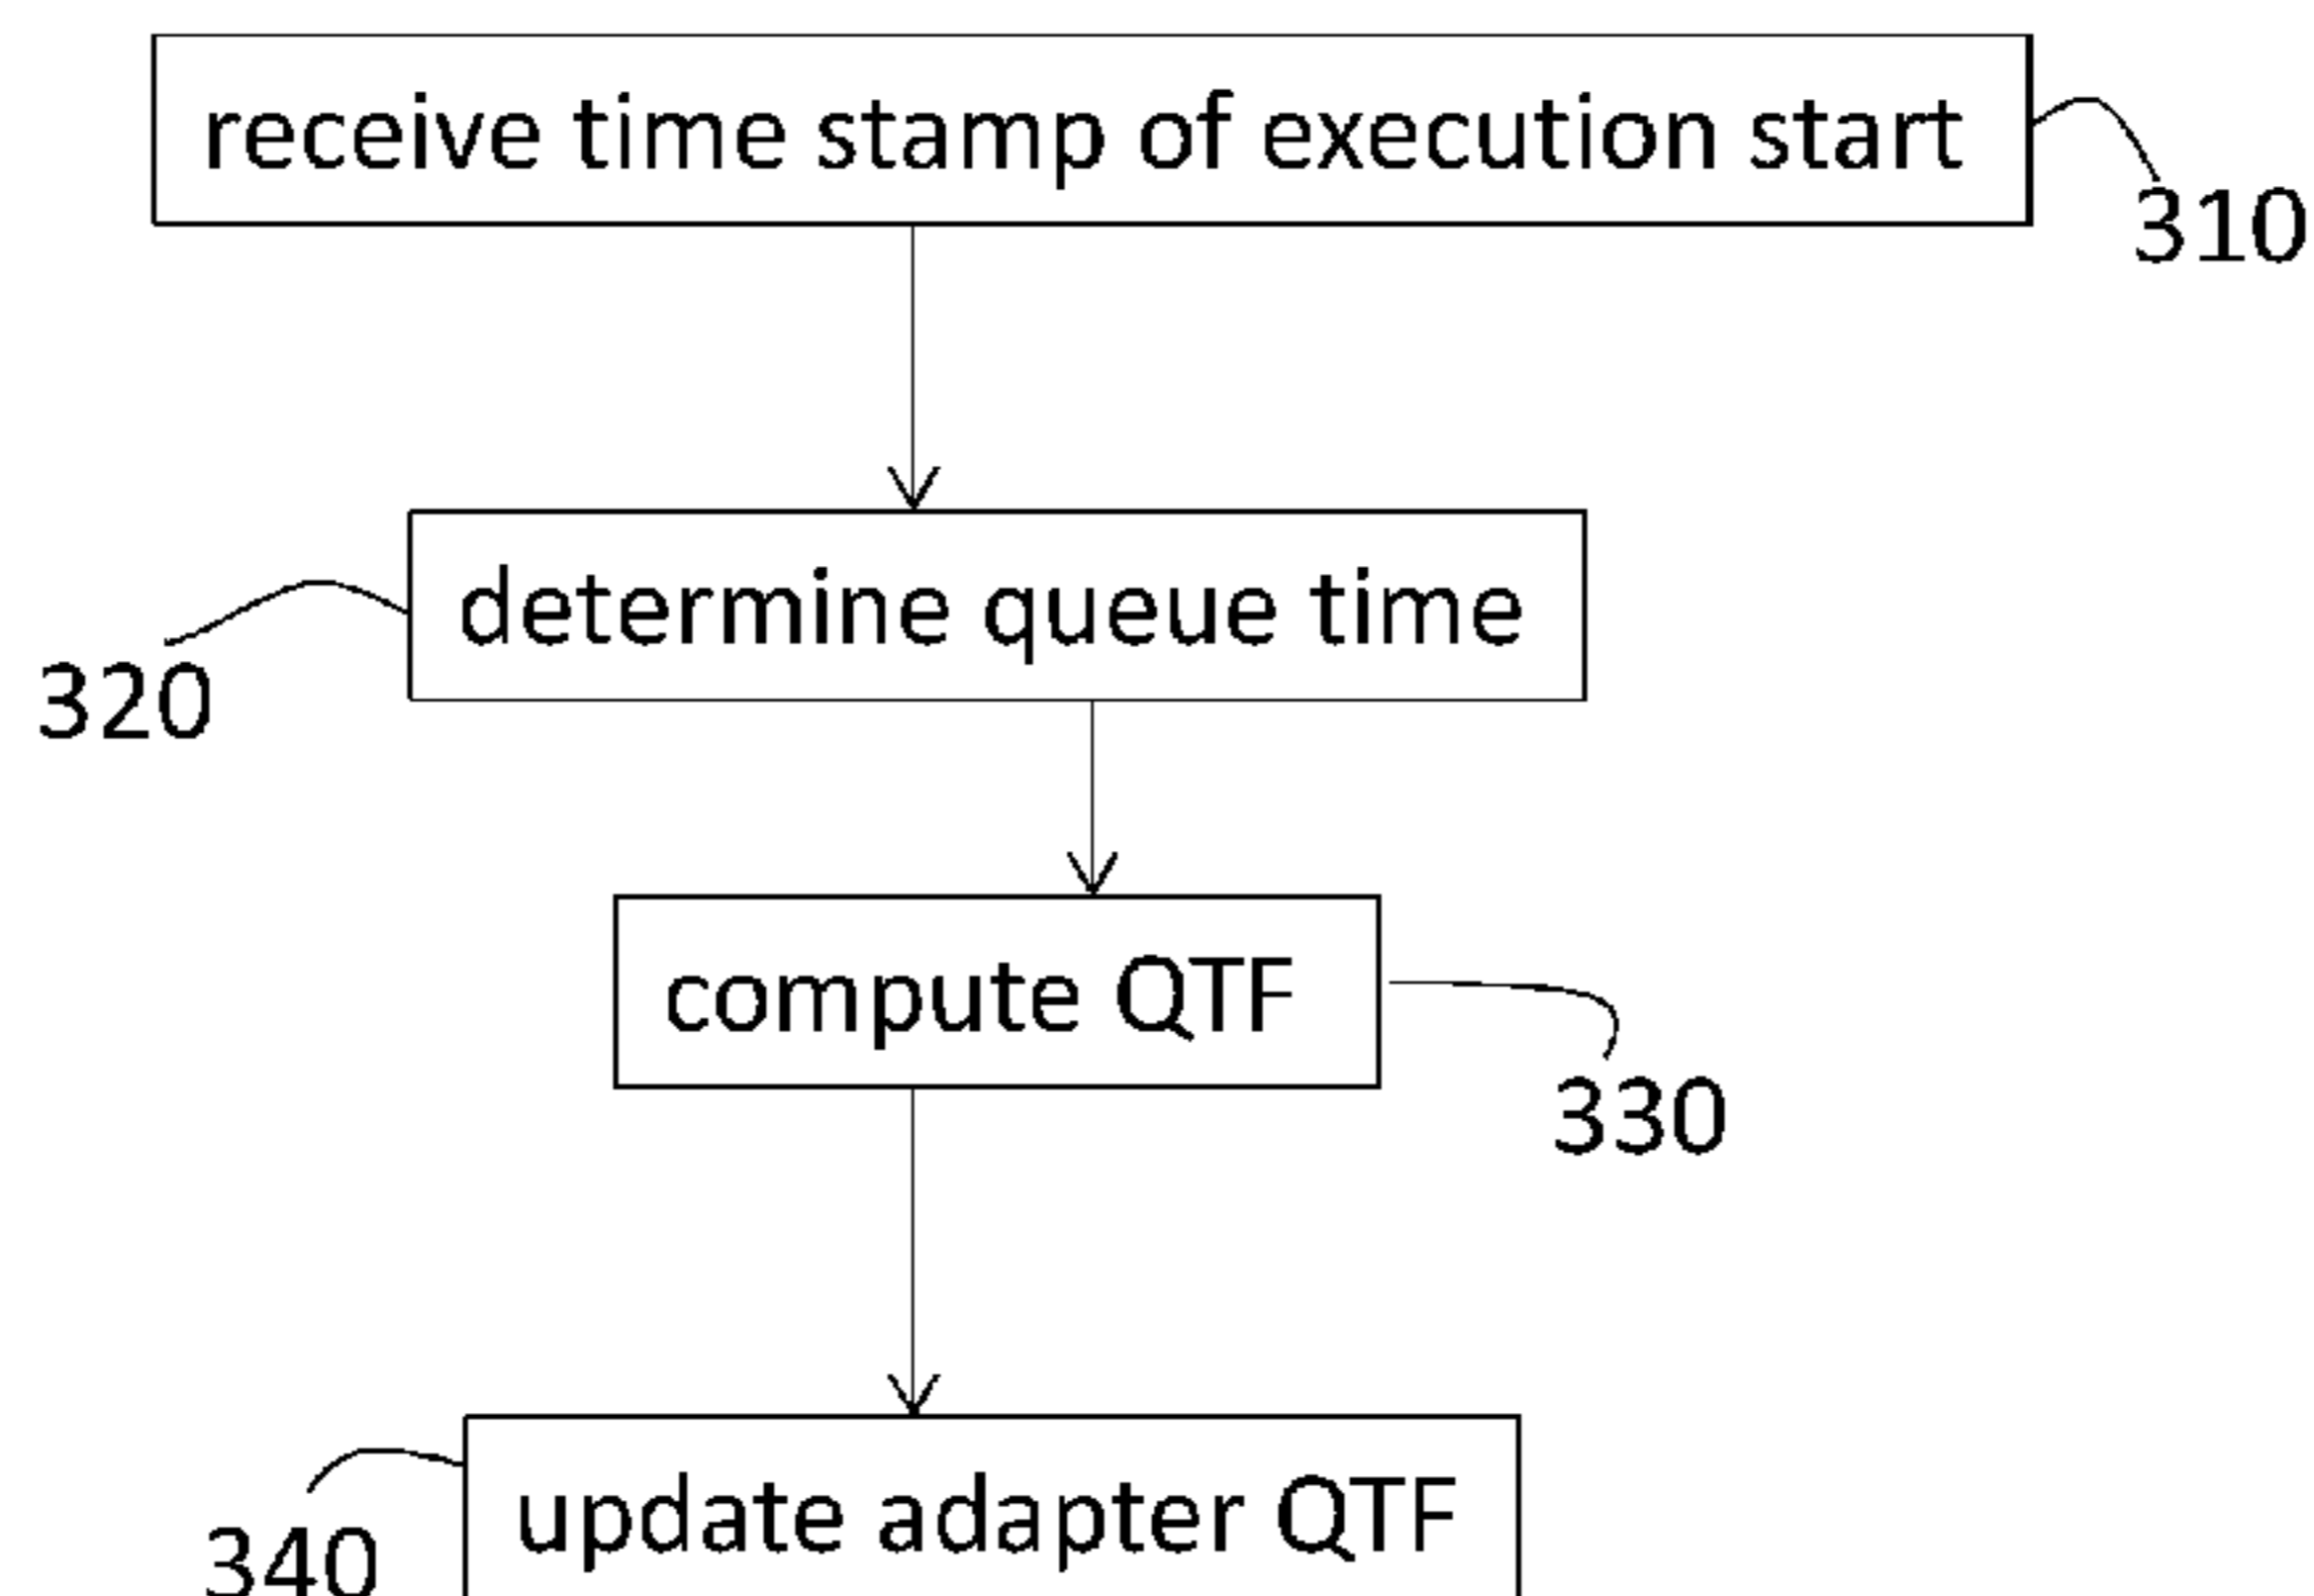 receive time stamp of execution start
310
determine queue time
320
compute QTF
330
update adapter QTF
340